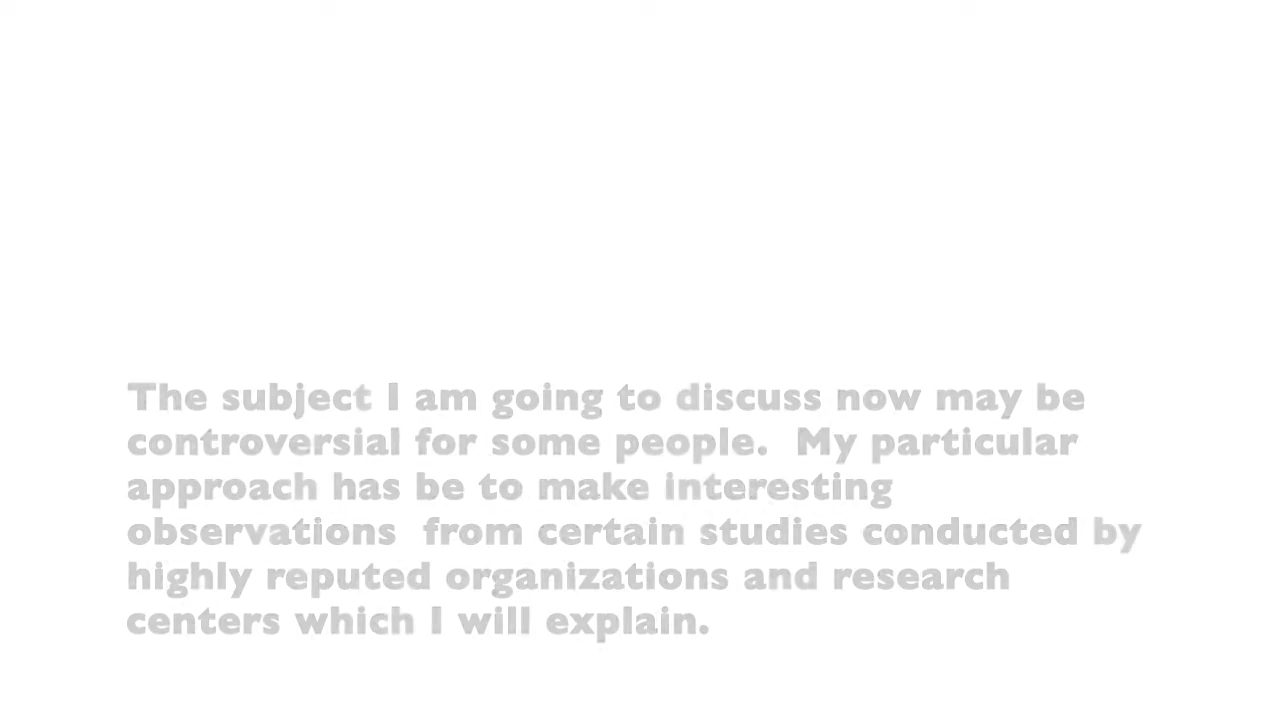 The subject I am going to discuss now may be
controversial for some people.  My particular
approach has be to make interesting
observations  from certain studies conducted by
highly reputed organizations and research
centers which I will explain.